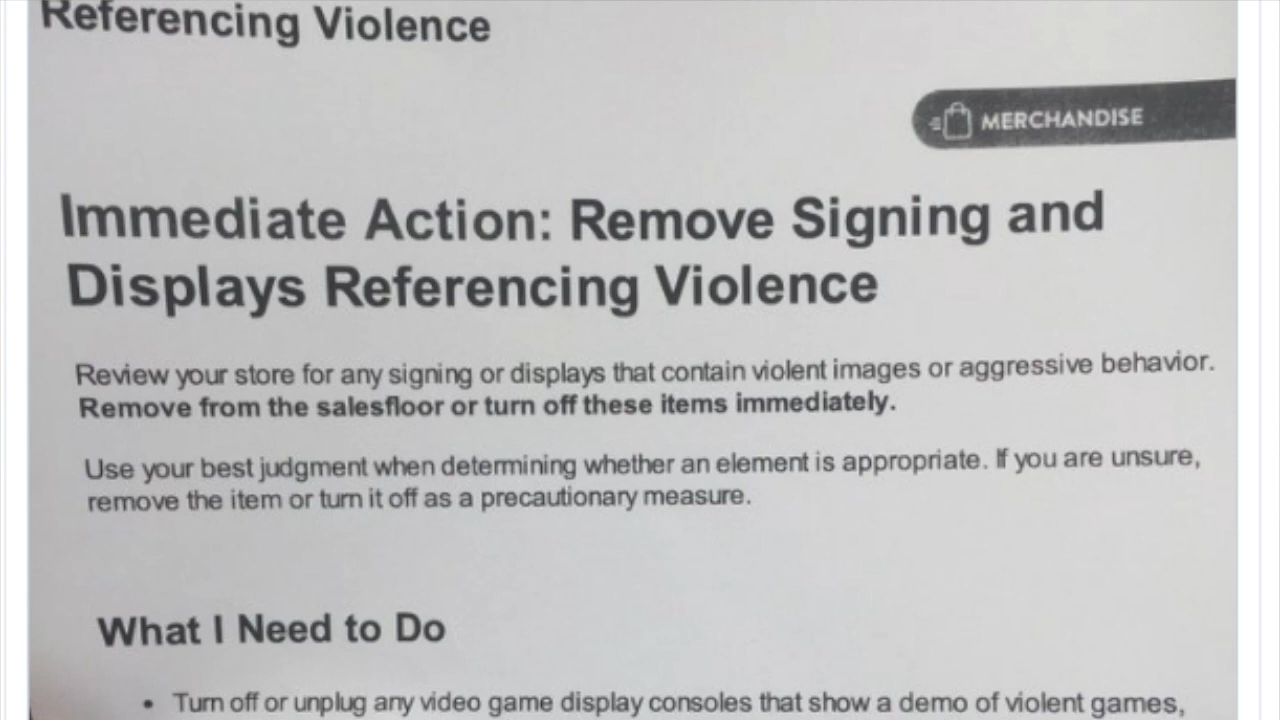 Referencing Violence
MERCHANDISE
Immediate Action: Remove Signing and
Displays Referencing Violence
Review your store for any signing or displays that contain violent images or aggressive behavior.
Remove from the salesfloor or turn off these items immediately.
Use your best judgment when determining whether an element is appropriate. If you are unsure,
remove the item or turn it off as a precautionary measure.
What I Need to Do
• Turn off or unplug any video game display consoles that show a demo of violent games,